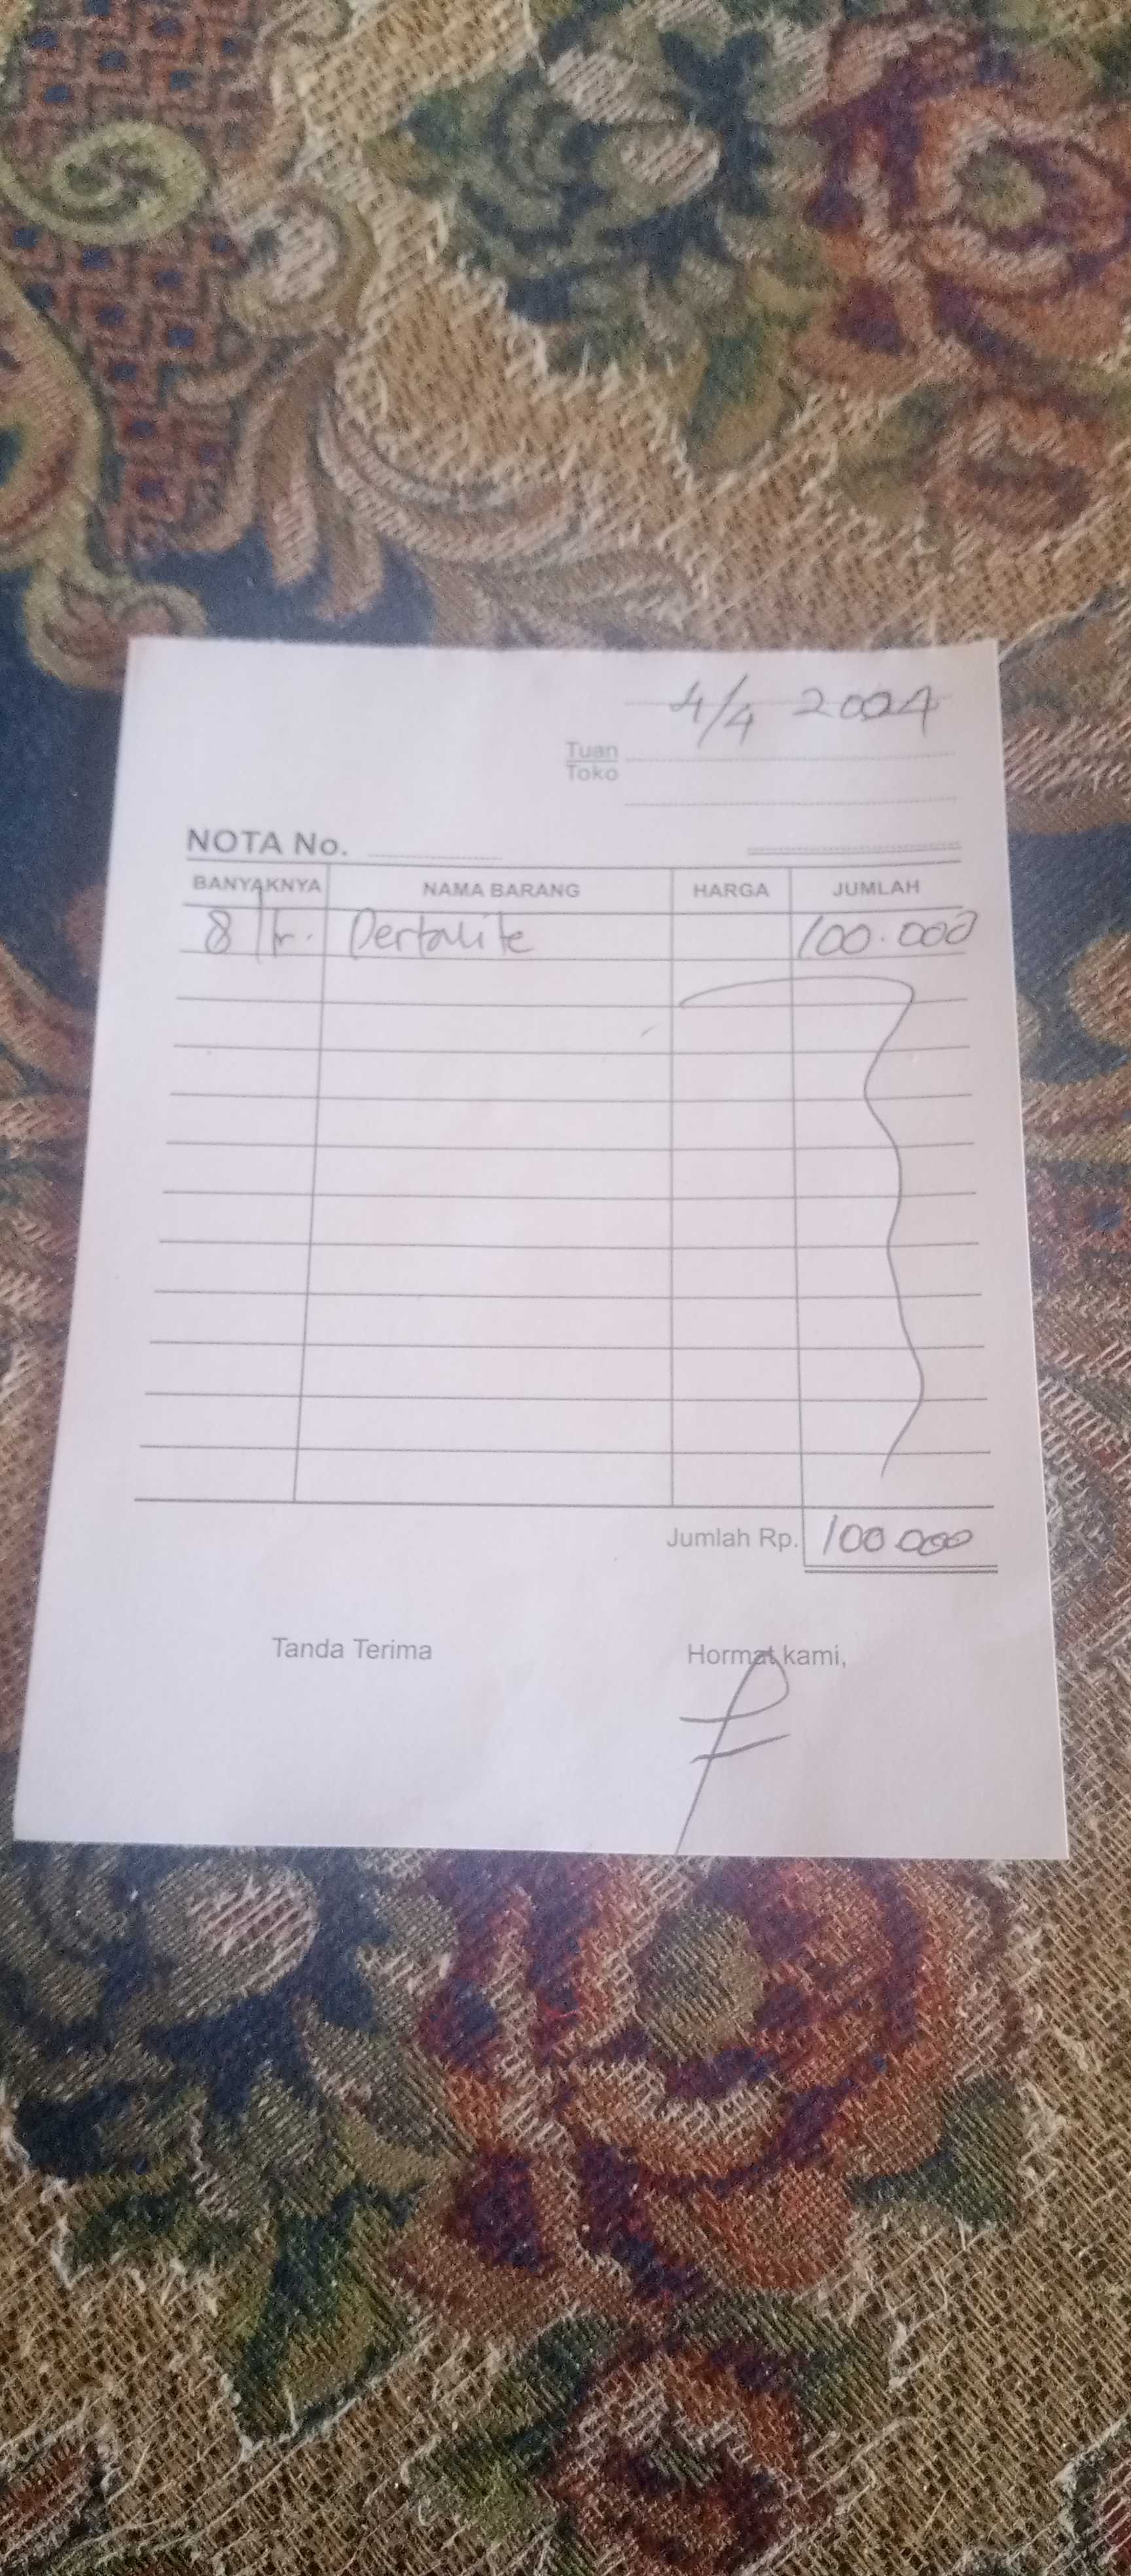 4/4 2024
Tuan
Toko
NOTA No.
BANYAKNYA NAMA BARANG HARGA JUMLAH
8 ltr. Pertalite 100.000
Jumlah Rp. 100.000
Tanda Terima Hormat kami,